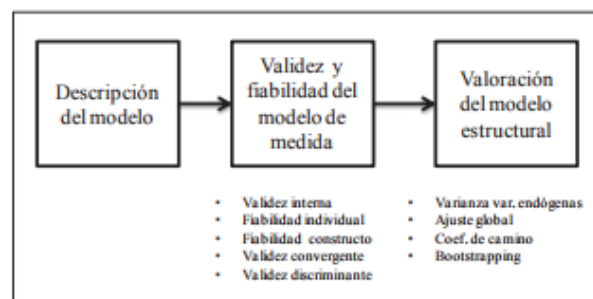 Descripción
del modelo
Validez y
fiabilidad del
modelo de
medida
Valoración
del modelo
estructural
• Validez interna
• Fiabilidad individual
• Fiabilidad constructo
• Validez convergente
• Validez discriminante
• Varianza var. endógenas
• Ajuste global
• Coef. de camino
• Bootstrapping